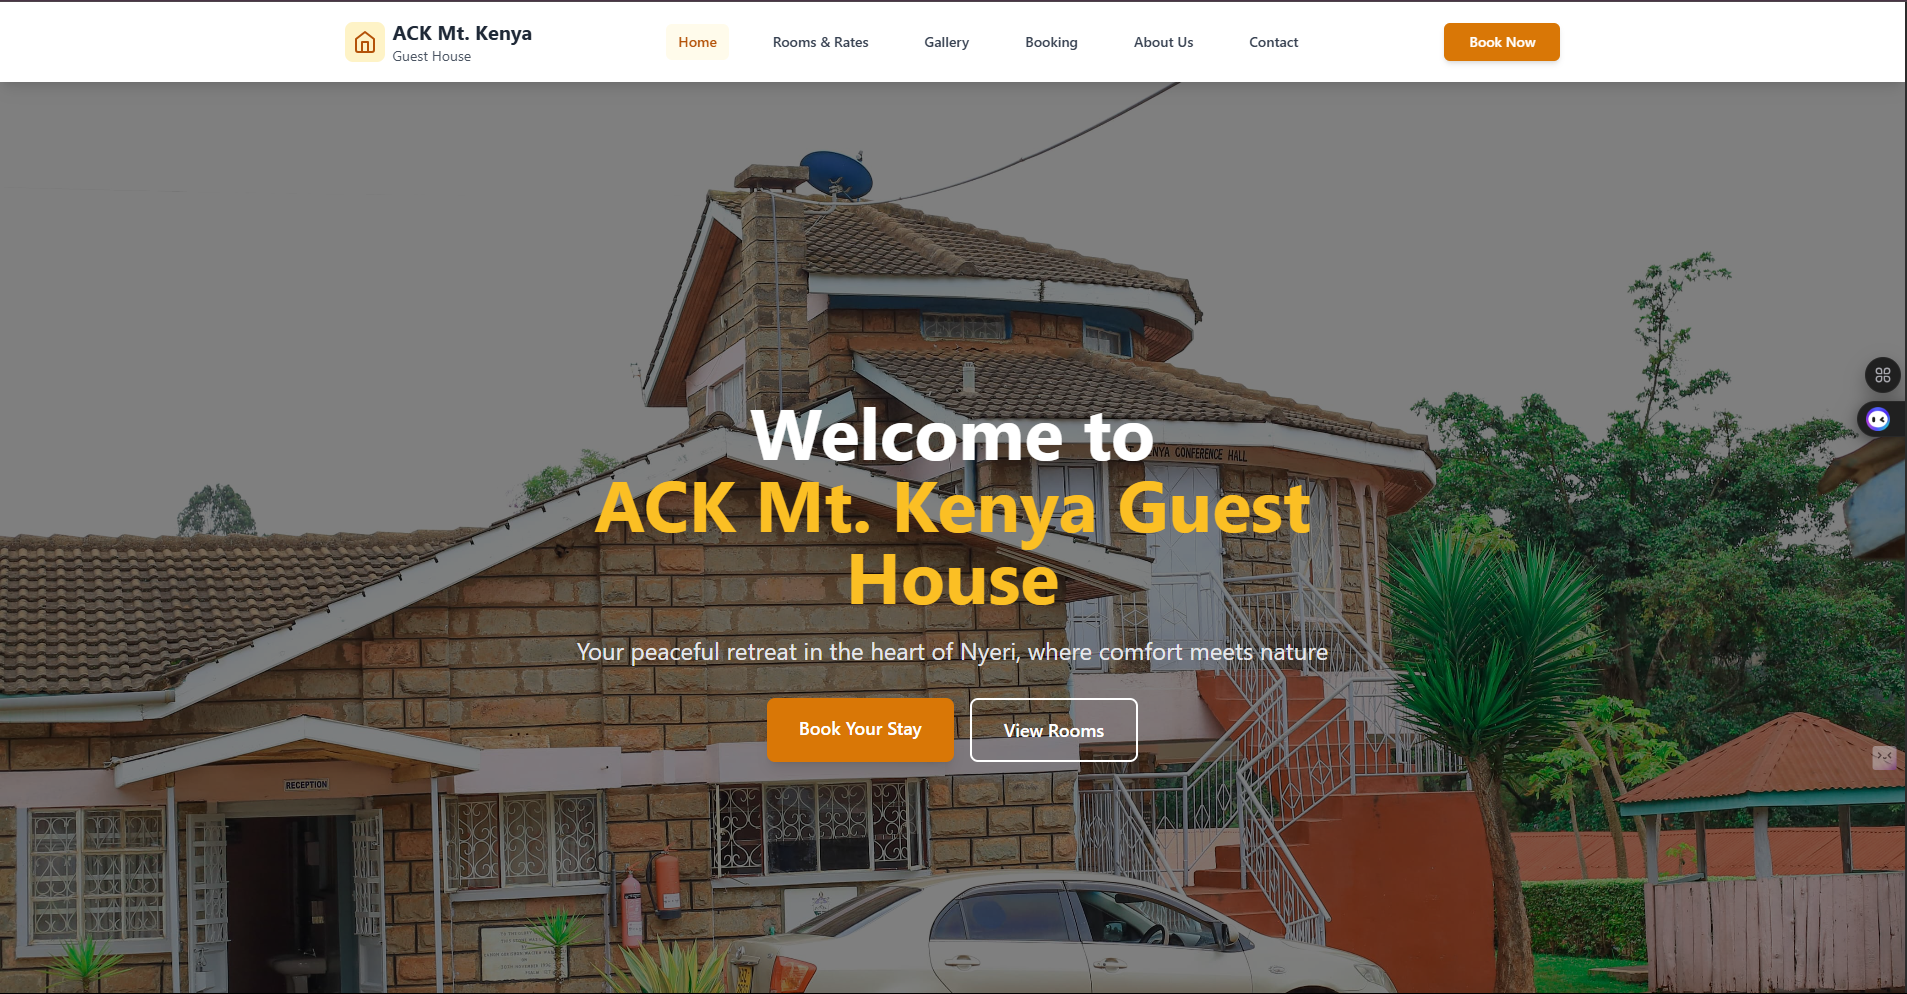 ACK Mt. Kenya
Guest House
Home
Rooms & Rates
Gallery
Booking
About Us
Contact
Book Now
KENYA CONFERENCE HALL
Welcome to
ACK Mt. Kenya Guest
House
Your peaceful retreat in the heart of Nyeri, where comfort meets nature
Book Your Stay
View Rooms
RECEPTION